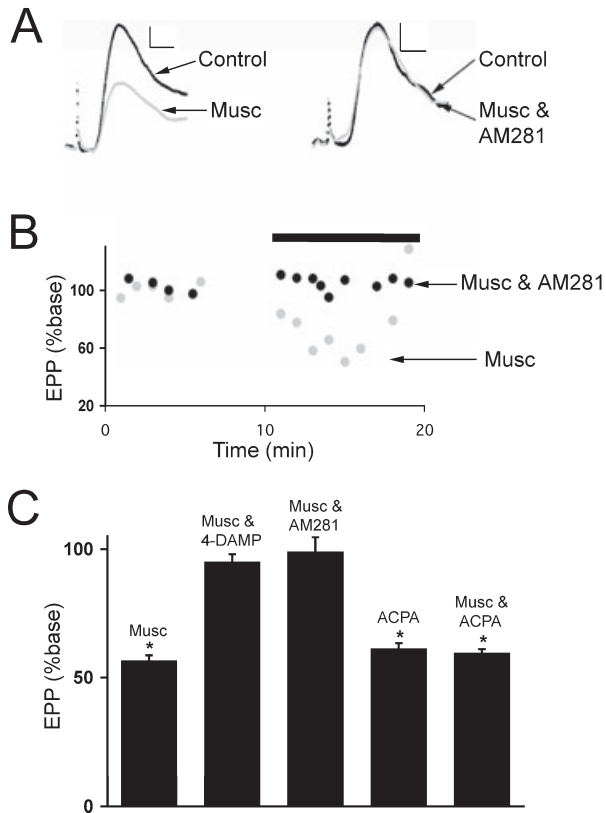 A
Control
Musc
Control
Musc &
AM281
B
EPP (%base)
100
60
20
Musc & AM281
Musc
0
10
20
Time (min)
C
EPP (%base)
100
50
0
Musc
*
Musc &
4-DAMP
Musc &
AM281
ACPA
*
Musc &
ACPA
*